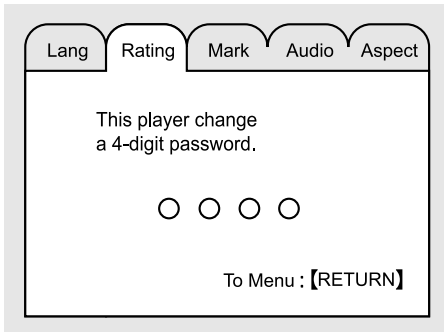 Lang Rating Mark Audio Aspect
This player change
a 4-digit password.
To Menu : 【RETURN】